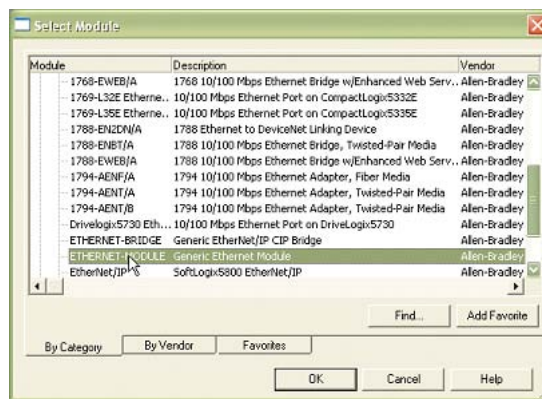 Select Module
Module Description Vendor
1768-EWEB/A 1768 10/100 Mbps Ethernet Bridge w/Enhanced Web Serv.. Allen-Bradley
1769-L32E Etherne.. 10/100 Mbps Ethernet Port on CompactLogix5332E Allen-Bradley
1769-L35E Etherne.. 10/100 Mbps Ethernet Port on CompactLogix5335E Allen-Bradley
1788-EN2DN/A 1788 Ethernet to DeviceNet Linking Device Allen-Bradley
1788-ENBT/A 1788 10/100 Mbps Ethernet Bridge, Twisted-Pair Media Allen-Bradley
1788-EWEB/A 1788 10/100 Mbps Ethernet Bridge w/Enhanced Web Serv.. Allen-Bradley
1794-AENF/A 1794 10/100 Mbps Ethernet Adapter, Fiber Media Allen-Bradley
1794-AENT/A 1794 10/100 Mbps Ethernet Adapter, Twisted-Pair Media Allen-Bradley
1794-AENT/B 1794 10/100 Mbps Ethernet Adapter, Twisted-Pair Media Allen-Bradley
Drivelogix5730 Eth... 10/100 Mbps Ethernet Port on DriveLogix5730 Allen-Bradley
ETHERNET-BRIDGE Generic EtherNet/IP CIP Bridge Allen-Bradley
ETHERNET-MODULE Generic Ethernet Module Allen-Bradley
EtherNet/IP SoftLogix5800 EtherNet/IP Allen-Bradley
Find... Add Favorite
By Category By Vendor Favorites
OK Cancel Help